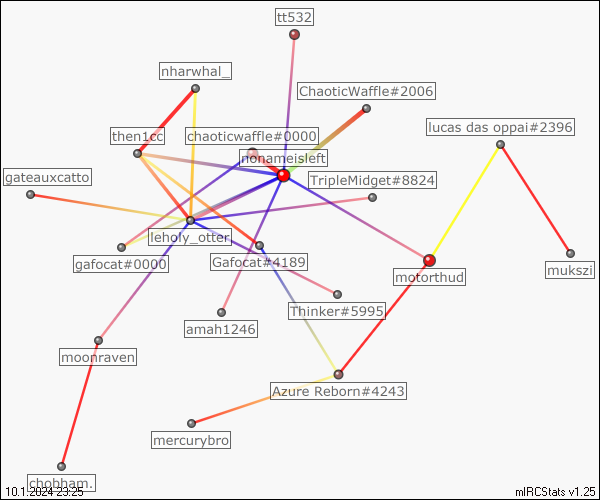 tt532
nharwhal_
ChaoticWaffle#2006
lucas das oppai#2396
then1cc
chaoticwaffle#0000
nonameisleft
gateauxcatto
TripleMidget#8824
leholy_otter
gafocat#0000
Gafocat#4189
motorthud
mukszi
Thinker#5995
amah1246
moonraven
Azure Reborn#4243
mercurybro
chobham.
10.1.2024 23:25
mIRCStats v1.25